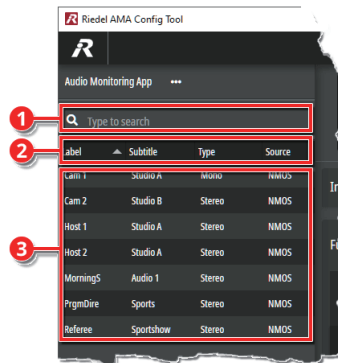 Riedel AMA Config Tool
Audio Monitoring App •••
1
Type to search
2
Label Subtitle Type Source
Cam 1 Studio A Mono NMOS
Cam 2 Studio B Stereo NMOS
Host 1 Studio A Stereo NMOS
3
Host 2 Studio A Stereo NMOS
MorningS Audio 1 Stereo NMOS
PrgmDire Sports Stereo NMOS
Referee Sportshow Stereo NMOS